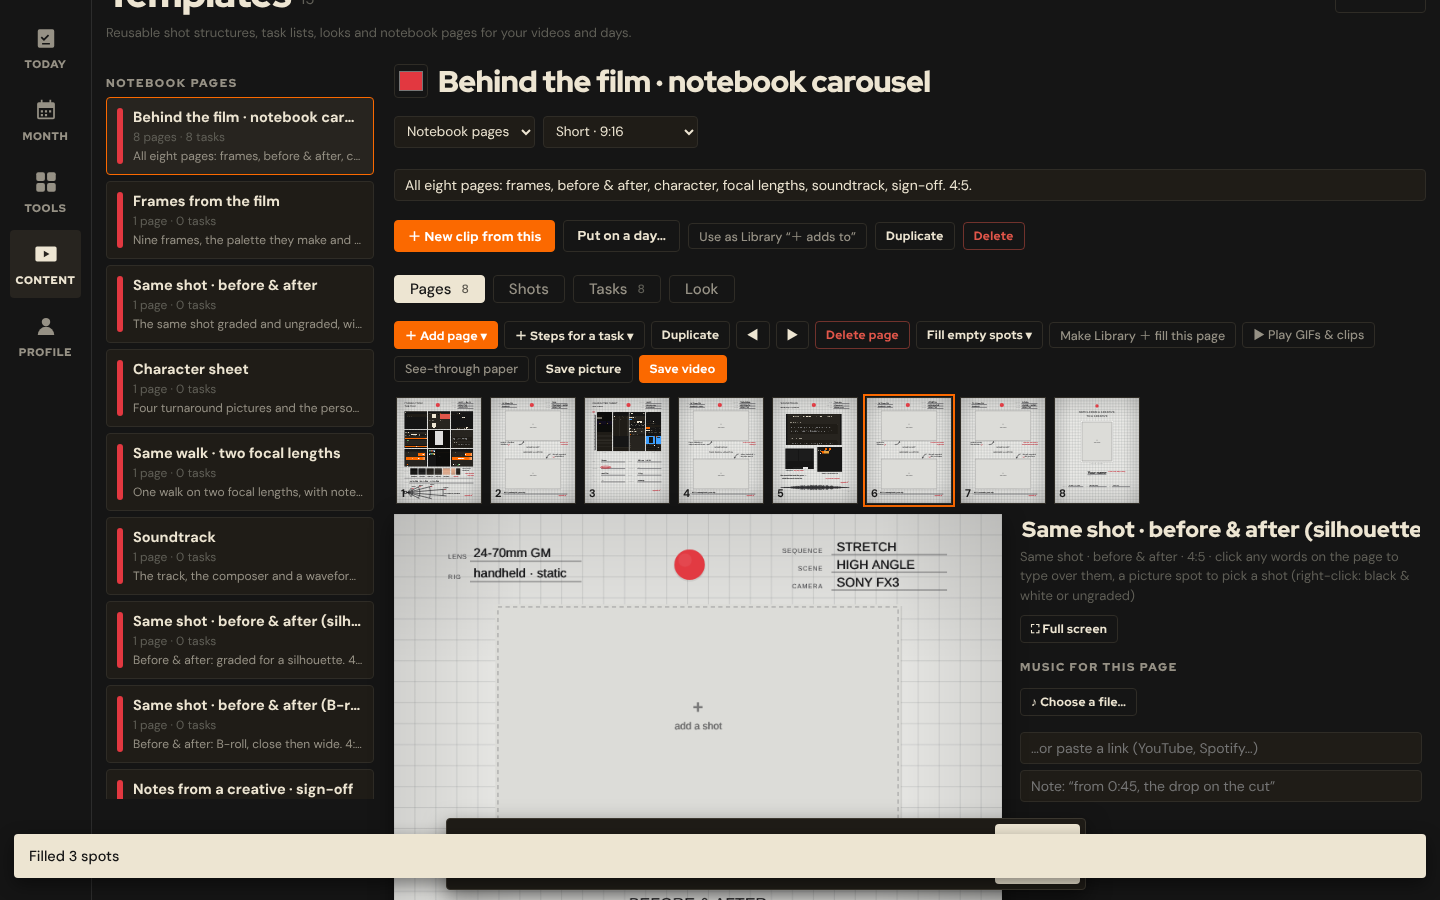 Templates 15
Reusable shot structures, task lists, looks and notebook pages for your videos and days.
TODAY
MONTH
TOOLS
CONTENT
PROFILE
NOTEBOOK PAGES
Behind the film · notebook car...
8 pages · 8 tasks
All eight pages: frames, before & after, c...
Frames from the film
1 page · 0 tasks
Nine frames, the palette they make and ...
Same shot · before & after
1 page · 0 tasks
The same shot graded and ungraded, wi...
Character sheet
1 page · 0 tasks
Four turnaround pictures and the perso...
Same walk · two focal lengths
1 page · 0 tasks
One walk on two focal lengths, with note...
Soundtrack
1 page · 0 tasks
The track, the composer and a wavefor...
Same shot · before & after (silh...
1 page · 0 tasks
Before & after: graded for a silhouette. 4...
Same shot · before & after (B-r...
1 page · 0 tasks
Before & after: B-roll, close then wide. 4:...
Notes from a creative · sign-off
Behind the film · notebook carousel
Notebook pages
Short · 9:16
All eight pages: frames, before & after, character, focal lengths, soundtrack, sign-off. 4:5.
+ New clip from this
Put on a day...
Use as Library “+ adds to”
Duplicate
Delete
Pages 8
Shots
Tasks 8
Look
+ Add page ▾
+ Steps for a task ▾
Duplicate
◀
▶
Delete page
Fill empty spots ▾
Make Library + fill this page
▶ Play GIFs & clips
See-through paper
Save picture
Save video
1
2
3
4
5
6
7
8
LENS 24-70mm GM
RIG handheld · static
SEQUENCE STRETCH
SCENE HIGH ANGLE
CAMERA SONY FX3
+
add a shot
BEFORE & AFTER
Same shot · before & after (silhouette
Same shot · before & after · 4:5 · click any words on the page to
type over them, a picture spot to pick a shot (right-click: black &
white or ungraded)
Full screen
MUSIC FOR THIS PAGE
♪ Choose a file...
...or paste a link (YouTube, Spotify...)
Note: “from 0:45, the drop on the cut”
Filled 3 spots